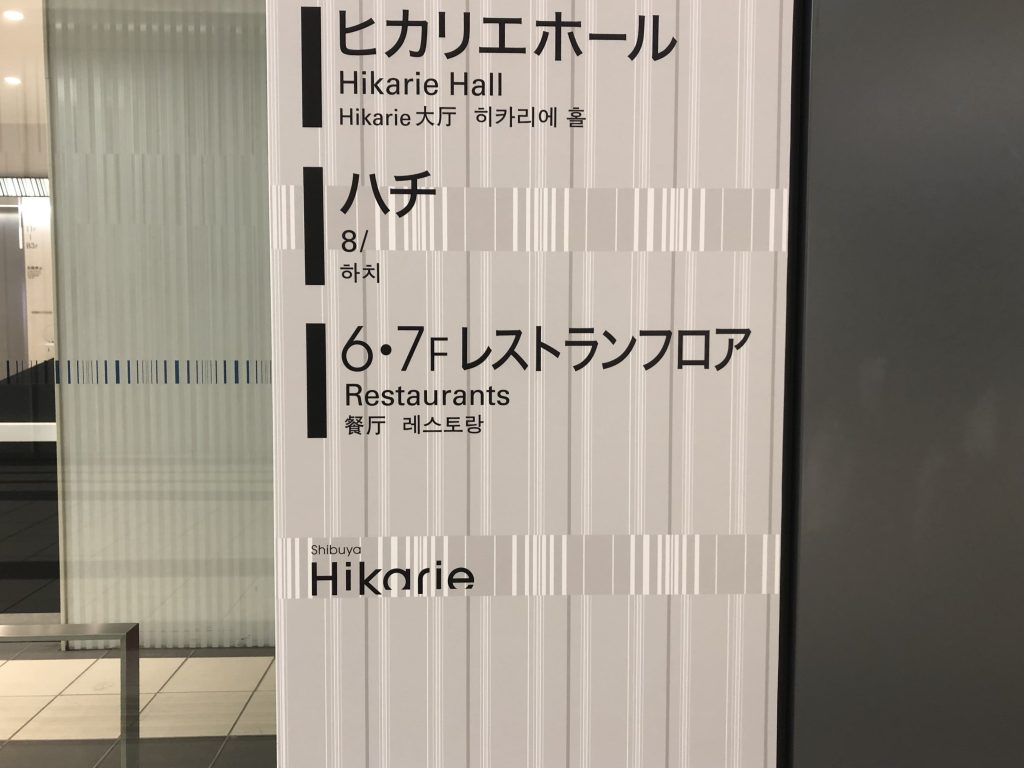 ヒカリエホール
Hikarie Hall
Hikarie大厅 히카리에 홀
ハチ
8/
하치
6・7F レストランフロア
Restaurants
餐厅 레스토랑
Shibuya
Hikarie